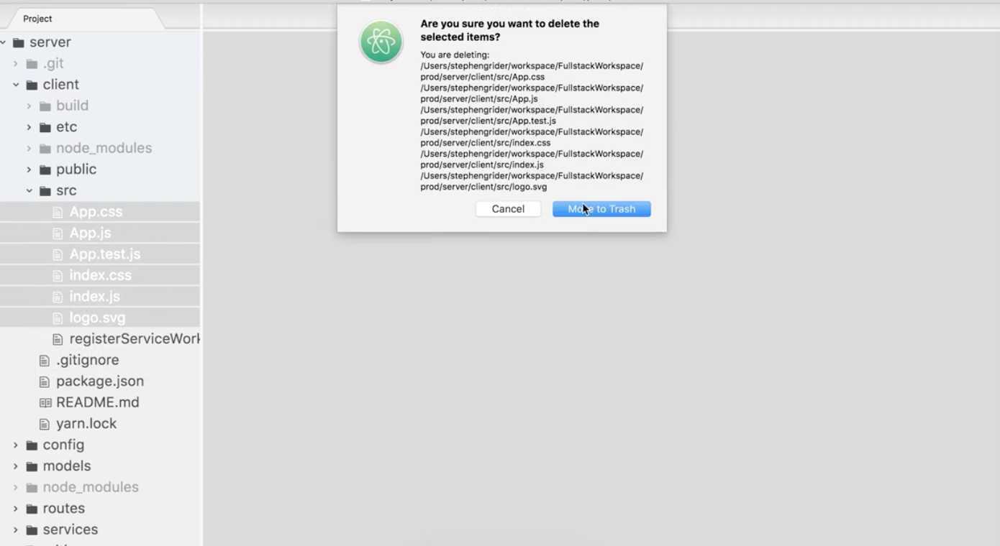 Project
server
.git
client
build
etc
node_modules
public
src
App.css
App.js
App.test.js
index.css
index.js
logo.svg
registerServiceWork
.gitignore
package.json
README.md
yarn.lock
config
models
node_modules
routes
services
Are you sure you want to delete the
selected items?
You are deleting:
/Users/stephengrider/workspace/FullstackWorkspace/
prod/server/client/src/App.css
/Users/stephengrider/workspace/FullstackWorkspace/
prod/server/client/src/App.js
/Users/stephengrider/workspace/FullstackWorkspace/
prod/server/client/src/App.test.js
/Users/stephengrider/workspace/FullstackWorkspace/
prod/server/client/src/index.css
/Users/stephengrider/workspace/FullstackWorkspace/
prod/server/client/src/index.js
/Users/stephengrider/workspace/FullstackWorkspace/
prod/server/client/src/logo.svg
Cancel
Move to Trash